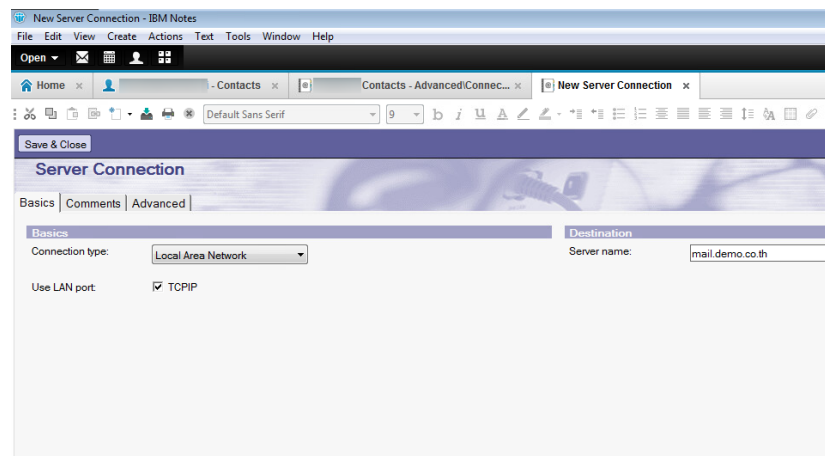 New Server Connection - IBM Notes
File Edit View Create Actions Text Tools Window Help
Open
Home × - Contacts × Contacts - Advanced\Connec... × New Server Connection ×
Default Sans Serif 9 b i U A
Save & Close
Server Connection
Basics Comments Advanced
Basics Destination
Connection type: Local Area Network Server name: mail.demo.co.th
Use LAN port: TCPIP